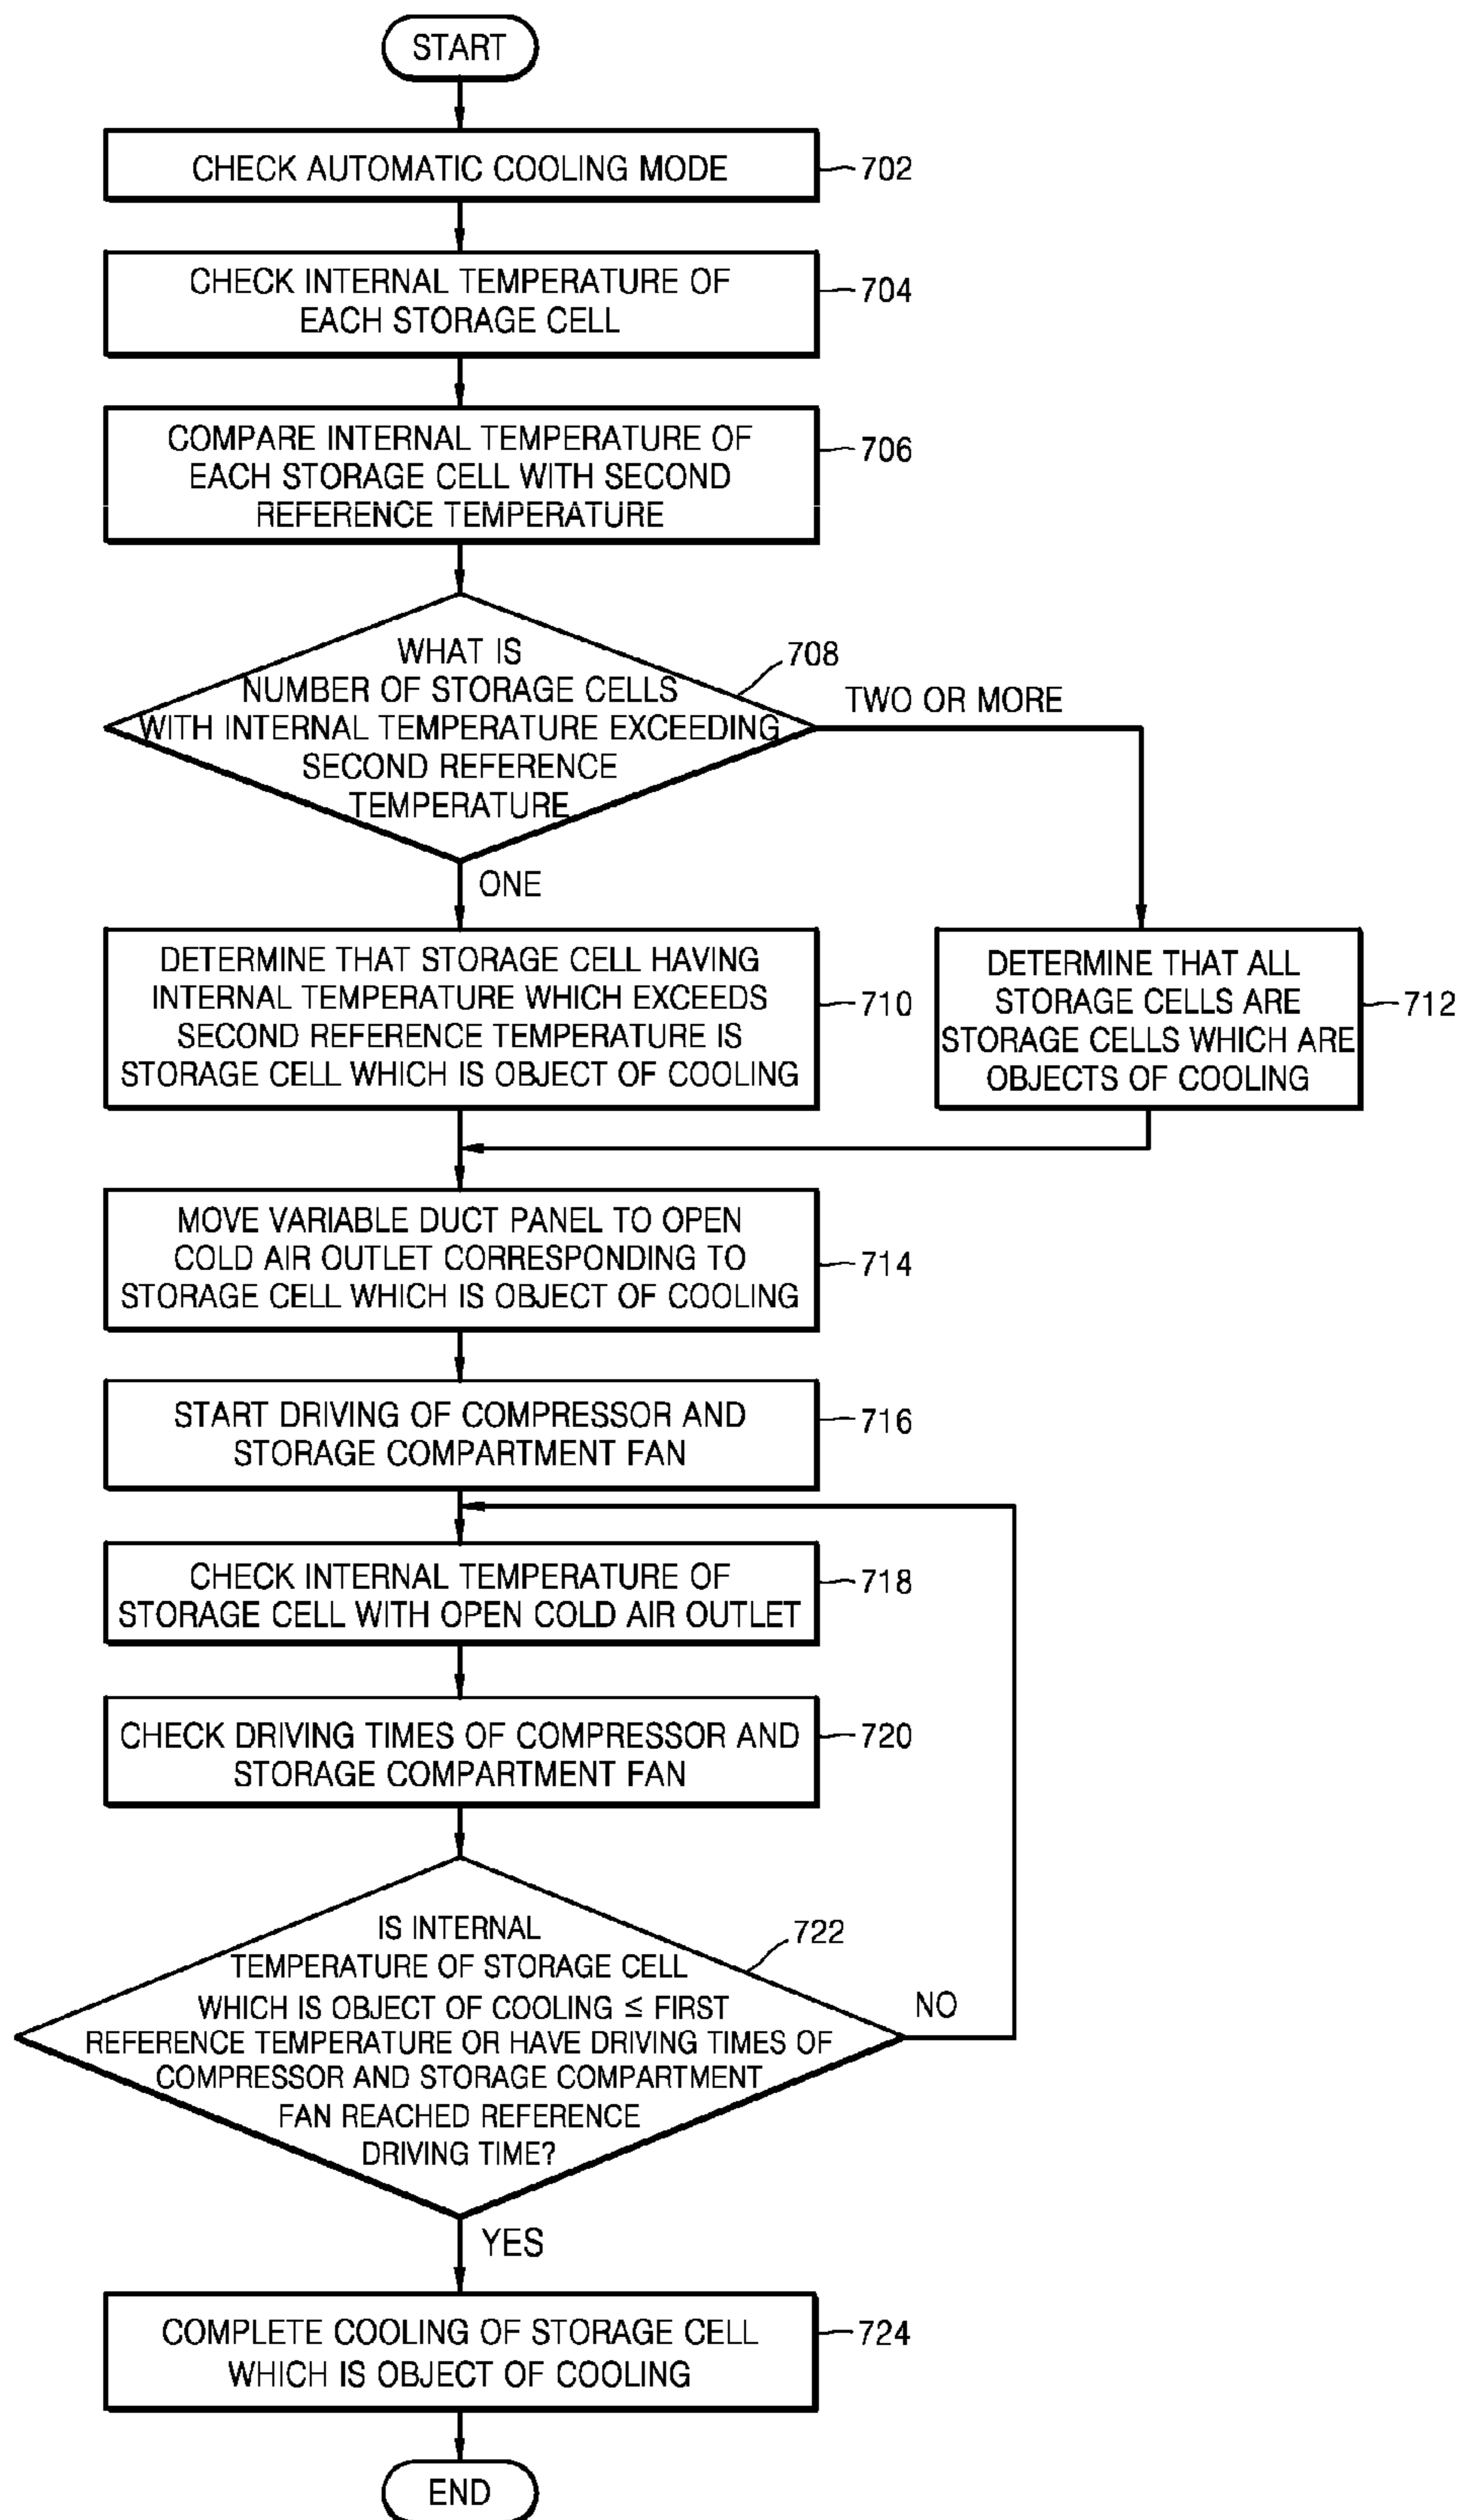 START
CHECK AUTOMATIC COOLING MODE
702
CHECK INTERNAL TEMPERATURE OF
EACH STORAGE CELL
704
COMPARE INTERNAL TEMPERATURE OF
EACH STORAGE CELL WITH SECOND
REFERENCE TEMPERATURE
706
WHAT IS
NUMBER OF STORAGE CELLS
WITH INTERNAL TEMPERATURE EXCEEDING
SECOND REFERENCE
TEMPERATURE
708
TWO OR MORE
ONE
DETERMINE THAT STORAGE CELL HAVING
INTERNAL TEMPERATURE WHICH EXCEEDS
SECOND REFERENCE TEMPERATURE IS
STORAGE CELL WHICH IS OBJECT OF COOLING
710
DETERMINE THAT ALL
STORAGE CELLS ARE
STORAGE CELLS WHICH ARE
OBJECTS OF COOLING
712
MOVE VARIABLE DUCT PANEL TO OPEN
COLD AIR OUTLET CORRESPONDING TO
STORAGE CELL WHICH IS OBJECT OF COOLING
714
START DRIVING OF COMPRESSOR AND
STORAGE COMPARTMENT FAN
716
CHECK INTERNAL TEMPERATURE OF
STORAGE CELL WITH OPEN COLD AIR OUTLET
718
CHECK DRIVING TIMES OF COMPRESSOR AND
STORAGE COMPARTMENT FAN
720
IS INTERNAL
TEMPERATURE OF STORAGE CELL
WHICH IS OBJECT OF COOLING ≤ FIRST
REFERENCE TEMPERATURE OR HAVE DRIVING TIMES OF
COMPRESSOR AND STORAGE COMPARTMENT
FAN REACHED REFERENCE
DRIVING TIME?
722
NO
YES
COMPLETE COOLING OF STORAGE CELL
WHICH IS OBJECT OF COOLING
724
END